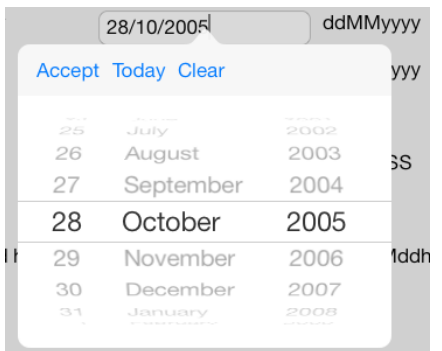 28/10/2005 ddMMyyyy
Accept Today Clear yyy
25 July 2002
26 August 2003
SS
27 September 2004
28 October 2005
29 November 2006
Mddh
30 December 2007
31 January 2008